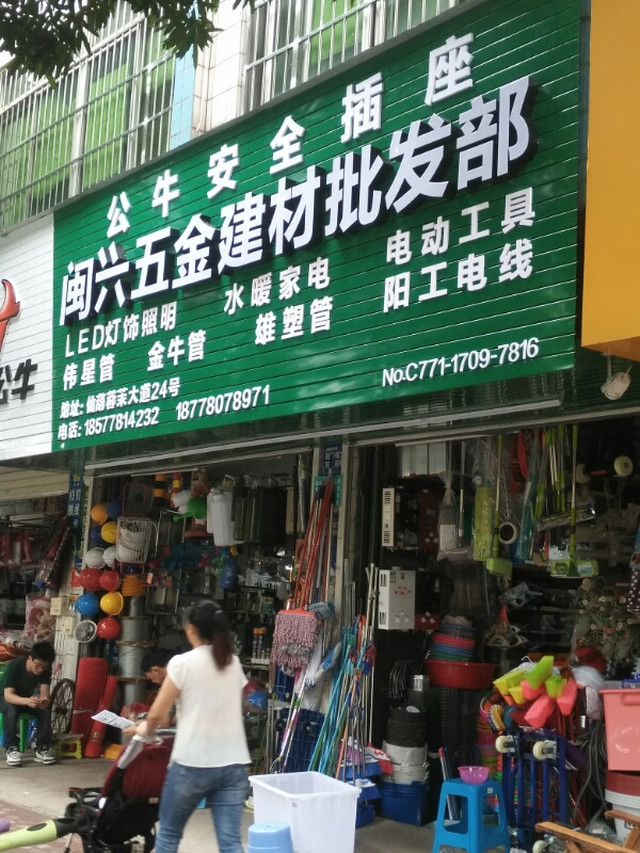 公牛安全插座
闽兴五金建材批发部
LED灯饰照明 水暖家电 电动工具
伟星管 金牛管 雄塑管 阳工电线
地址: 仙葫蓉茉大道24号
电话: 18577814232 18778078971
No.C771-1709-7816
公牛